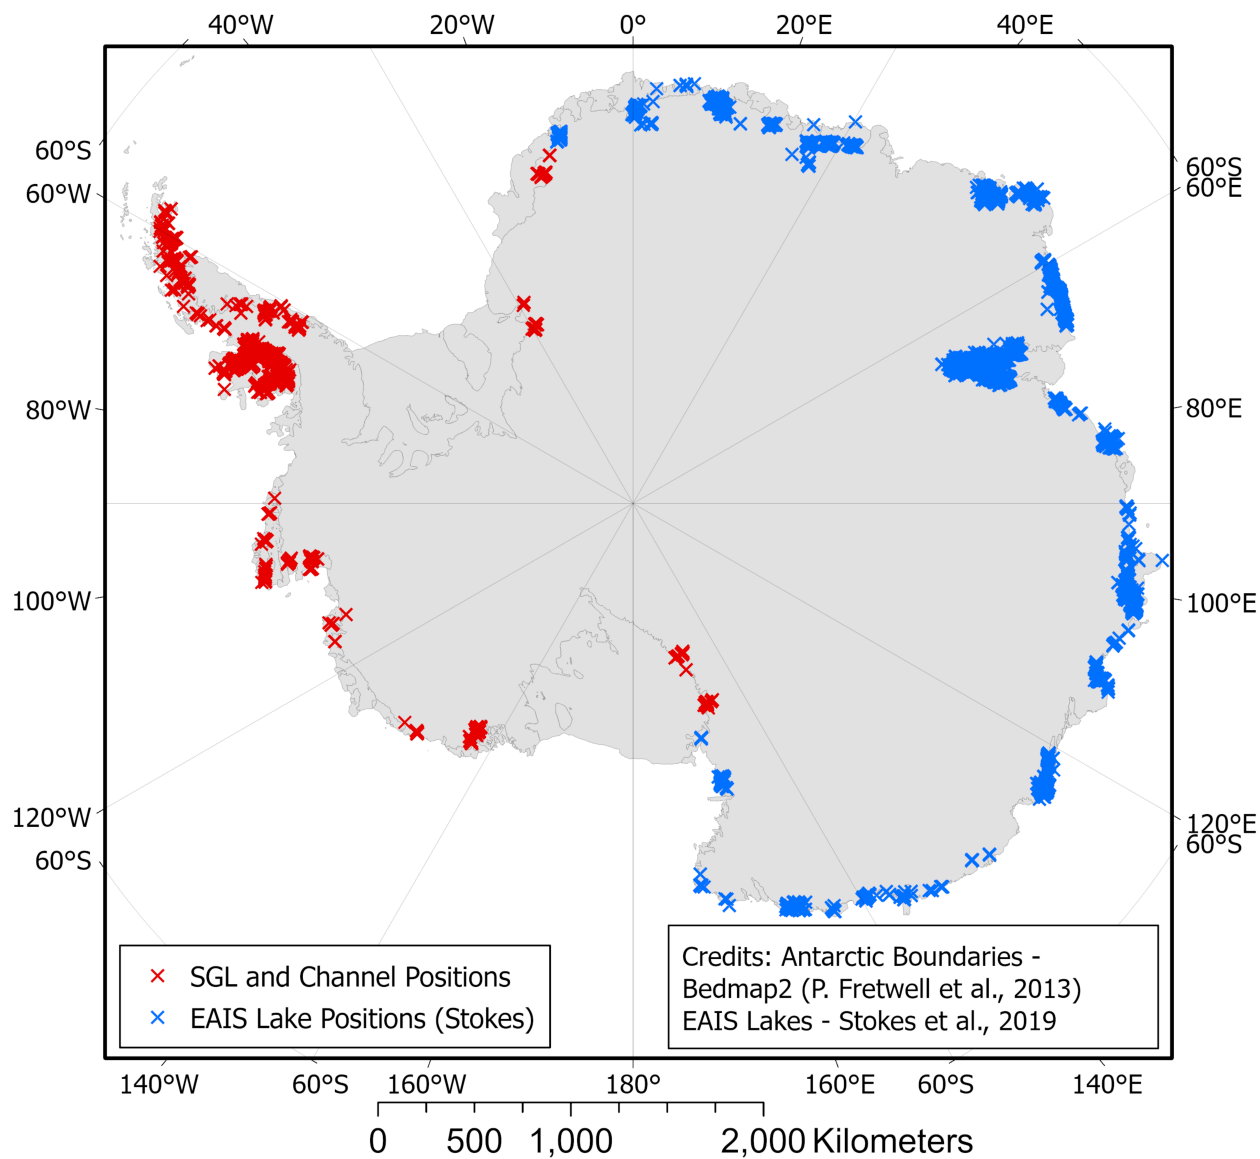 40°W 20°W 0° 20°E 40°E
60°S
60°S
60°W
60°E
80°W
80°E
100°W
100°E
120°W
120°E
60°S
60°S
SGL and Channel Positions
EAIS Lake Positions (Stokes)
Credits: Antarctic Boundaries -
Bedmap2 (P. Fretwell et al., 2013)
EAIS Lakes - Stokes et al., 2019
140°W 60°S 160°W 180° 160°E 60°S 140°E
0 500 1,000 2,000 Kilometers